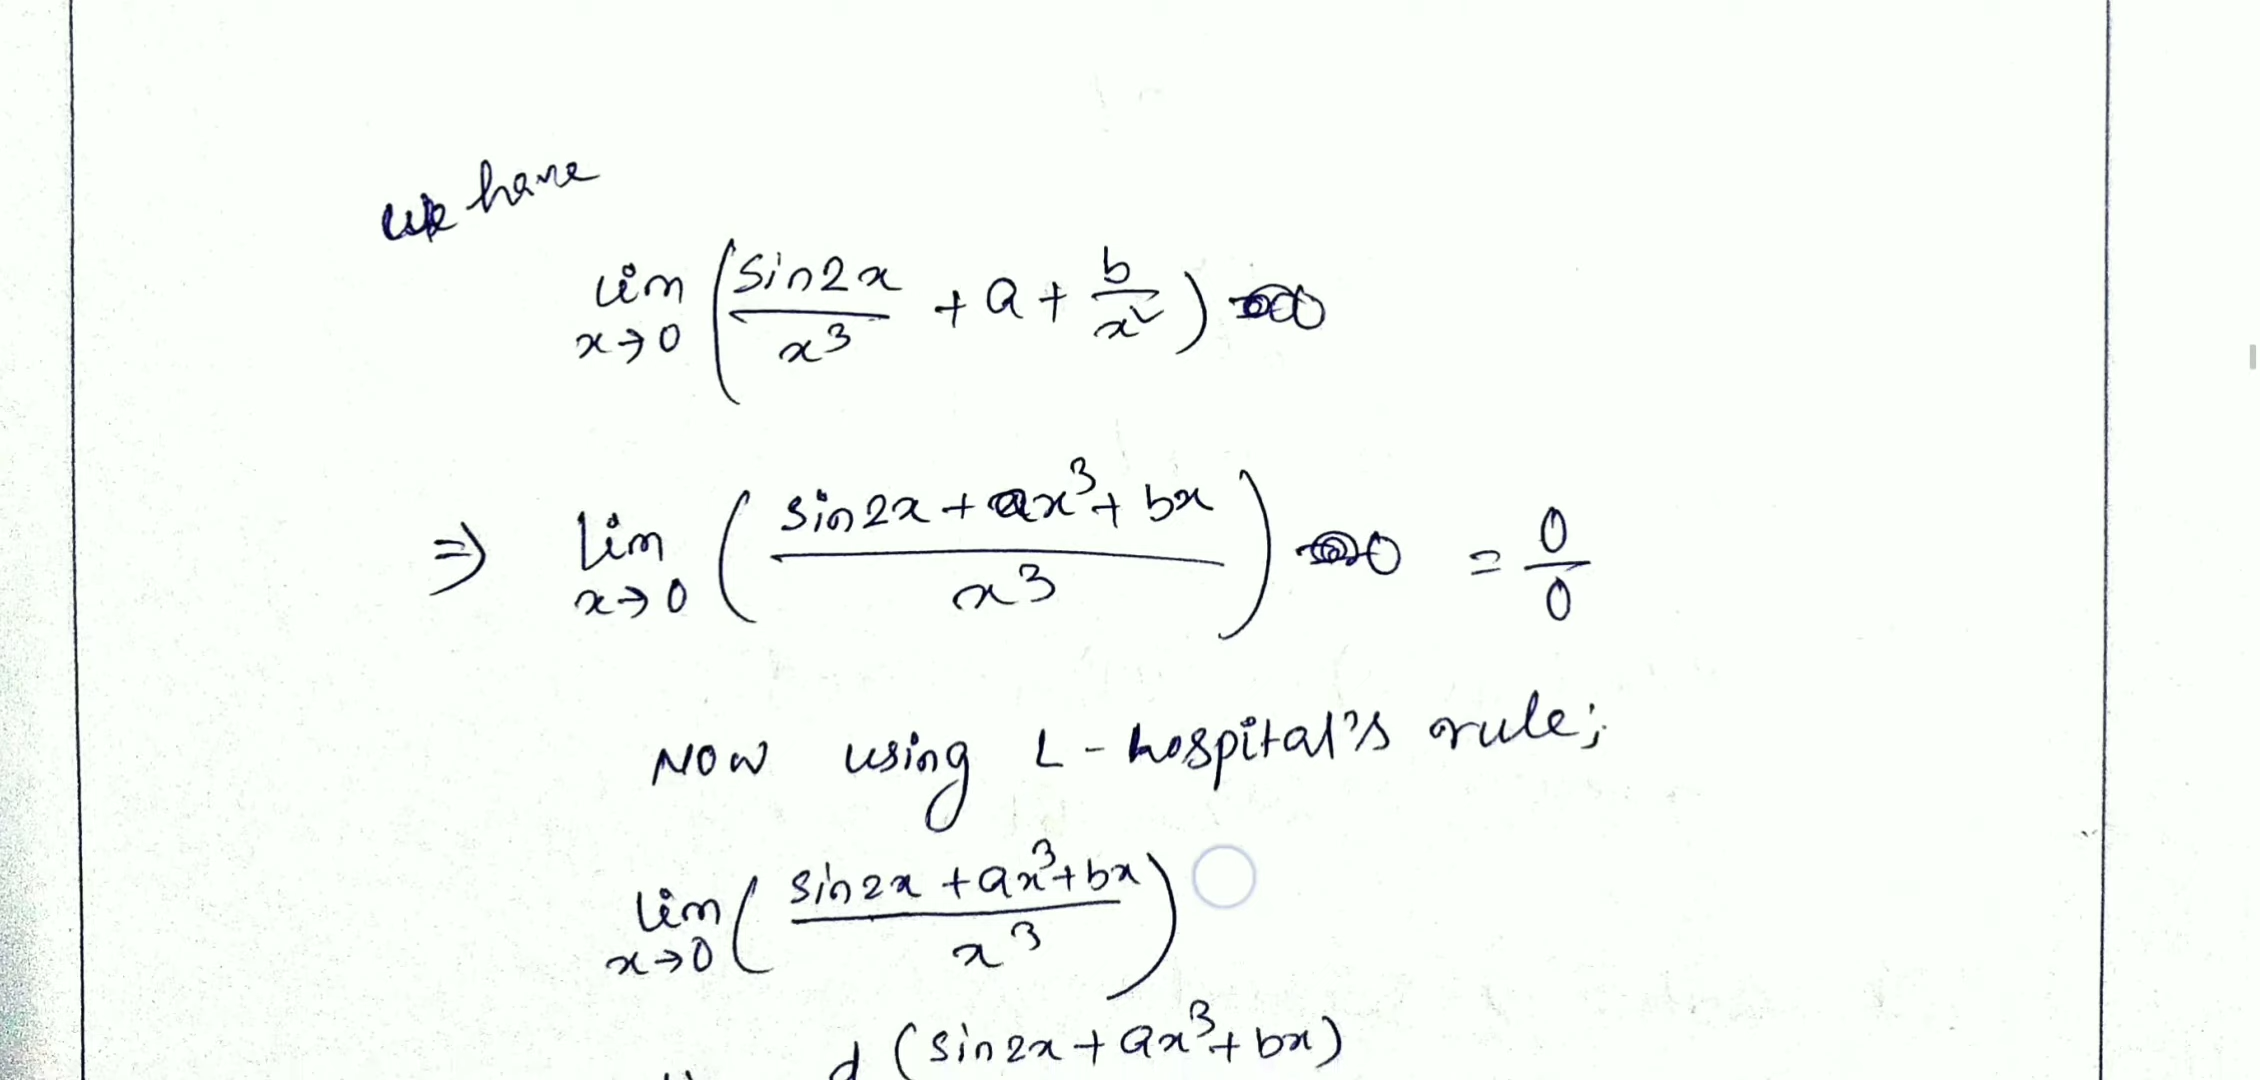 we have
lim x→0 (sin2x/x³ + a + b/x²)
⇒ lim x→0 (sin2x + ax³ + bx / x³) = 0/0
Now using L-hospital's rule;
lim x→0 (sin2x + ax³ + bx / x³)
d (sin2x + ax³ + bx)